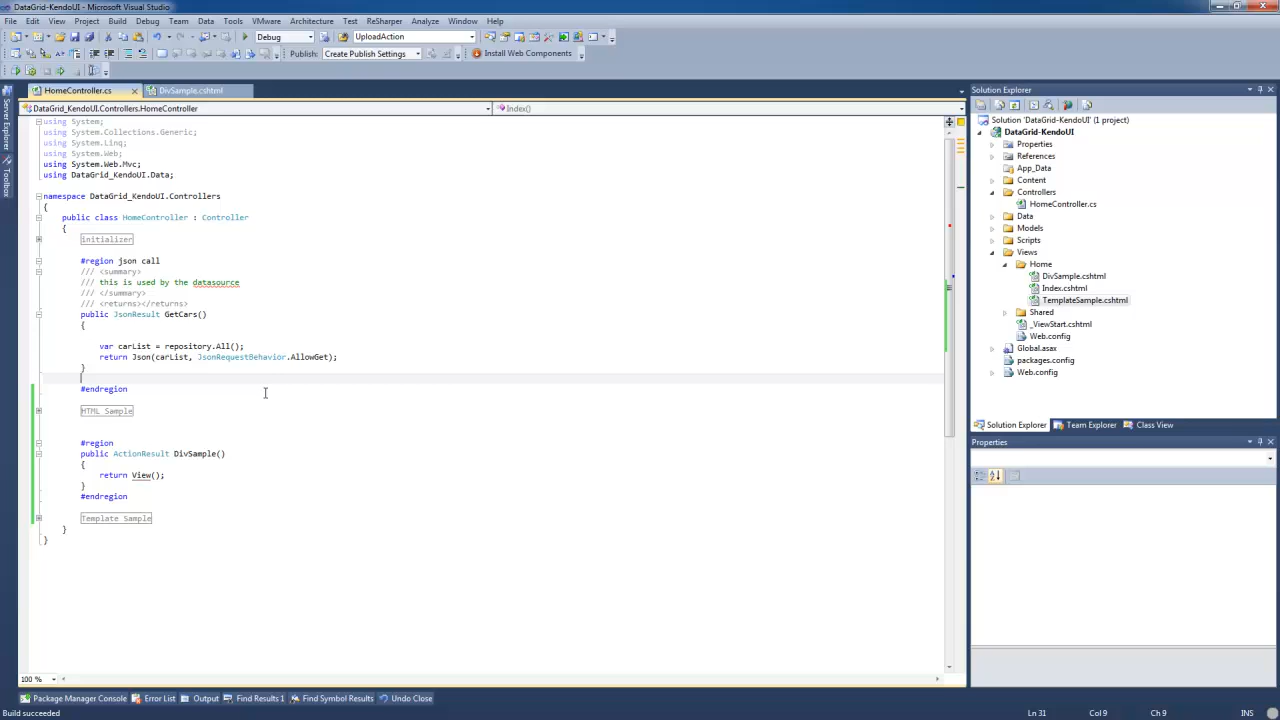 DataGrid-KendoUI - Microsoft Visual Studio
File Edit View Project Build Debug Team Data Tools VMware Architecture Test ReSharper Analyze Window Help
Debug UploadAction
Publish: Create Publish Settings Install Web Components
HomeController.cs DivSample.cshtml
DataGrid_KendoUI.Controllers.HomeController Index()
using System;
using System.Collections.Generic;
using System.Linq;
using System.Web;
using System.Web.Mvc;
using DataGrid_KendoUI.Data;
namespace DataGrid_KendoUI.Controllers
{
public class HomeController : Controller
{
initializer
#region json call
/// <summary>
/// this is used by the datasource
/// </summary>
/// <returns></returns>
public JsonResult GetCars()
{
var carList = repository.All();
return Json(carList, JsonRequestBehavior.AllowGet);
}
#endregion
HTML Sample
#region
public ActionResult DivSample()
{
return View();
}
#endregion
Template Sample
}
}
100 %
Server Explorer
Toolbox
Solution Explorer
Solution 'DataGrid-KendoUI' (1 project)
DataGrid-KendoUI
Properties
References
App_Data
Content
Controllers
HomeController.cs
Data
Models
Scripts
Views
Home
DivSample.cshtml
Index.cshtml
TemplateSample.cshtml
Shared
_ViewStart.cshtml
Web.config
Global.asax
packages.config
Web.config
Solution Explorer Team Explorer Class View
Properties
Package Manager Console Error List Output Find Results 1 Find Symbol Results Undo Close
Build succeeded Ln 31 Col 9 Ch 9 INS